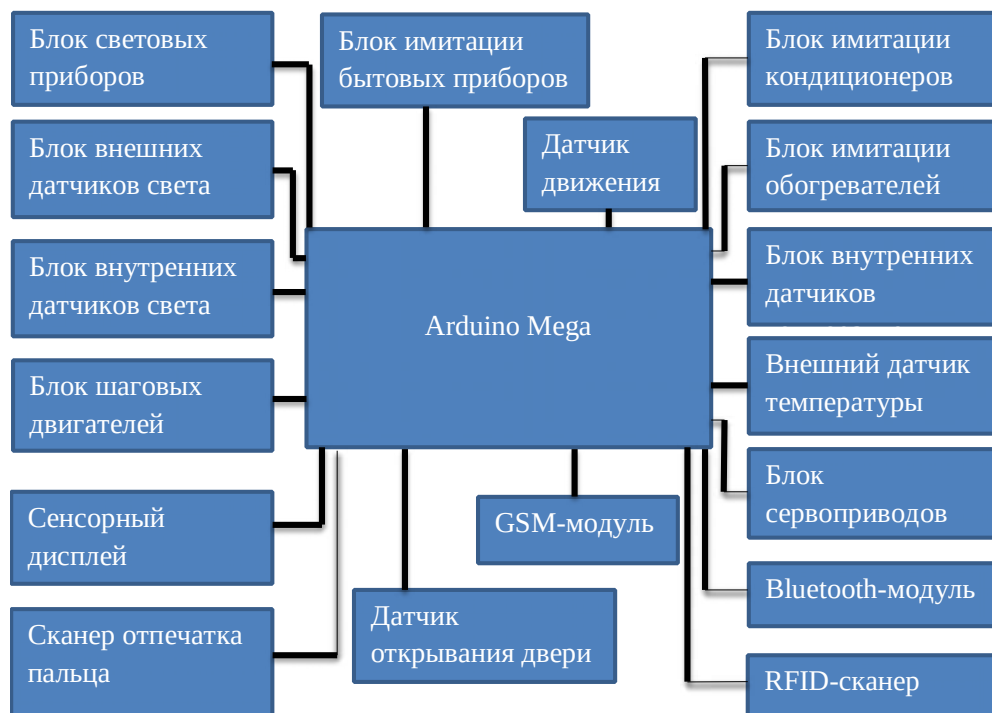 Блок световых
приборов
Блок имитации
бытовых приборов
Блок имитации
кондиционеров
Блок внешних
датчиков света
Датчик
движения
Блок имитации
обогревателей
Блок внутренних
датчиков света
Arduino Mega
Блок внутренних
датчиков
Блок шаговых
двигателей
Внешний датчик
температуры
Сенсорный
дисплей
GSM-модуль
Блок
сервоприводов
Bluetooth-модуль
Сканер отпечатка
пальца
Датчик
открывания двери
RFID-сканер